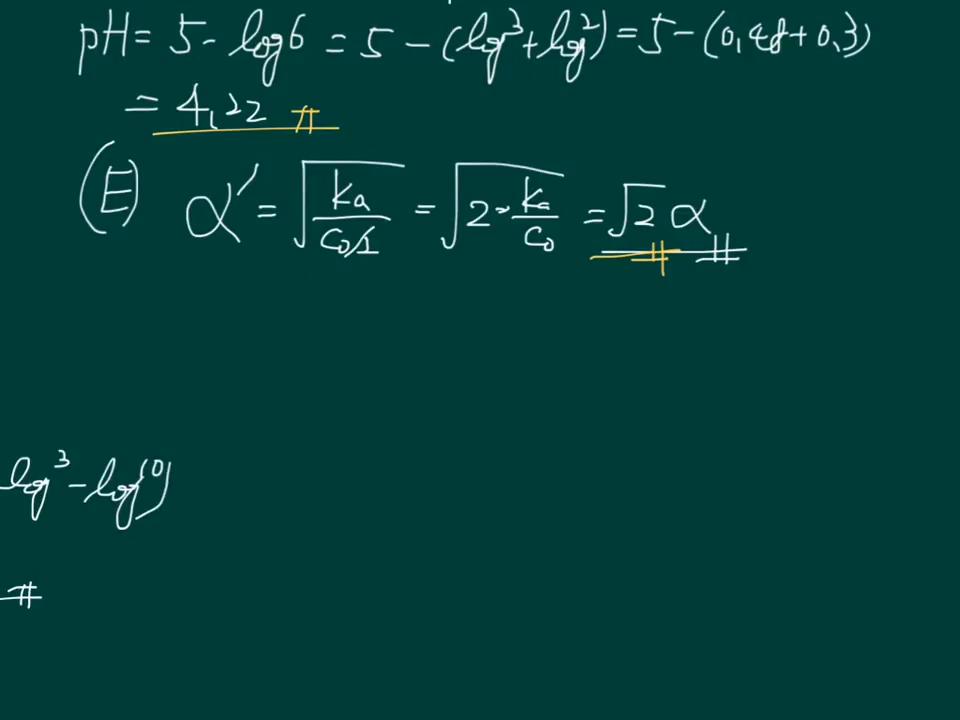 pH = 5 - log6 = 5 - (log3 + log2) = 5 - (0,48 + 0,3)
= 4,22 #
(E) α' = √(ka/(c₀/2)) = √(2·ka/c₀) = √2 α #
log3 - log10)
#